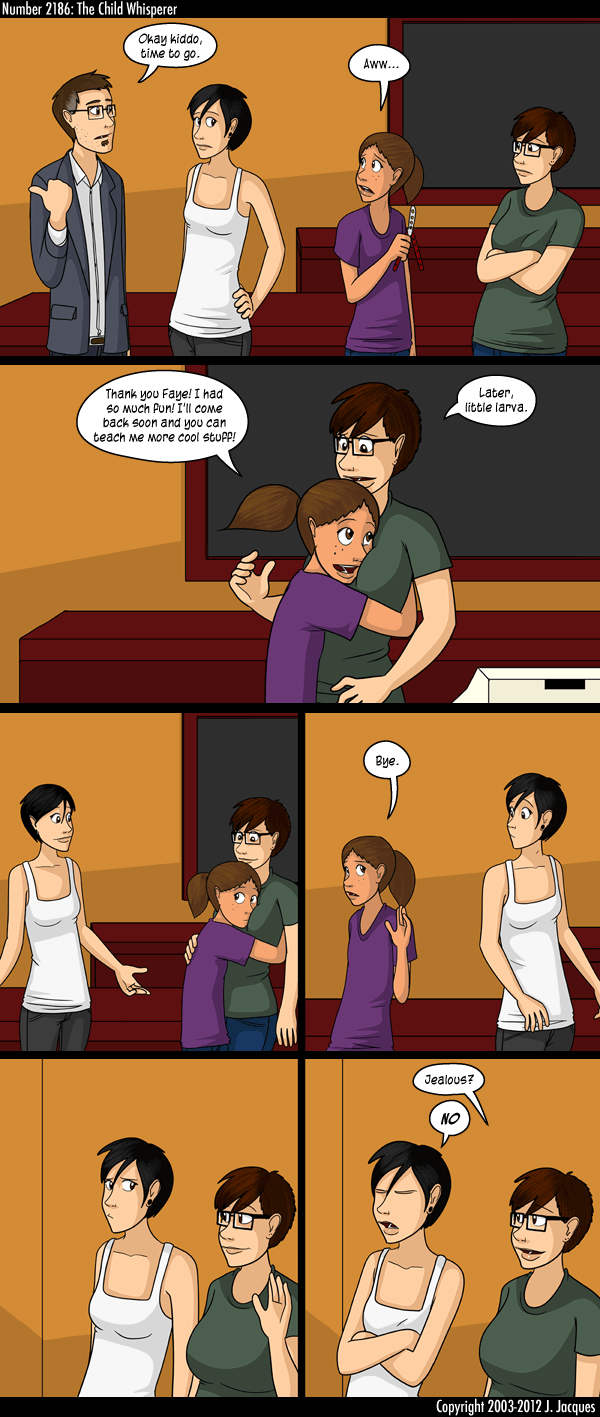 Number 2186: The Child Whisperer
Okay kiddo,
time to go.
Aww...
Thank you Faye! I had
so much fun! I'll come
back soon and you can
teach me more cool stuff!
Later,
little larva.
Bye.
Jealous?
NO
Copyright 2003-2012 J. Jacques